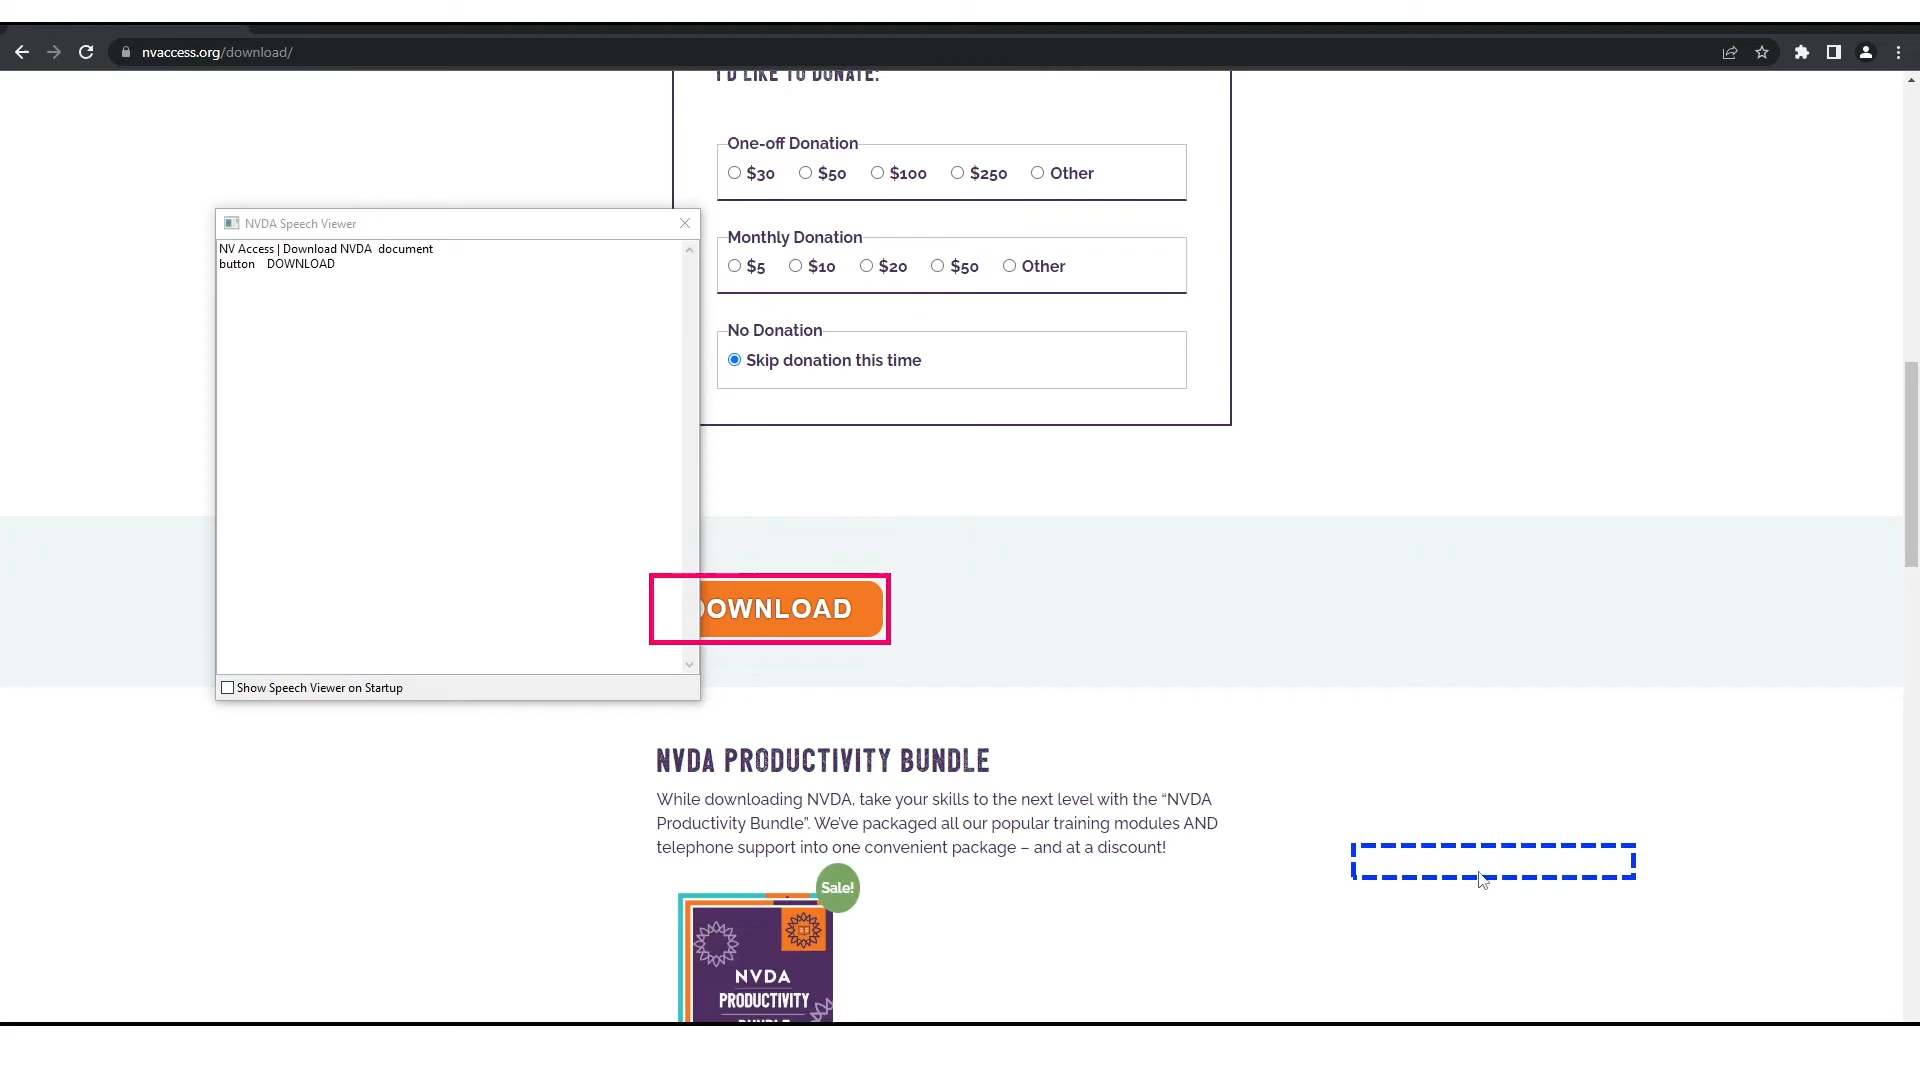 nvaccess.org/download/
I'D LIKE TO DONATE:
One-off Donation
$30 $50 $100 $250 Other
Monthly Donation
$5 $10 $20 $50 Other
No Donation
Skip donation this time
NVDA Speech Viewer
NV Access | Download NVDA  document
button    DOWNLOAD
Show Speech Viewer on Startup
DOWNLOAD
NVDA PRODUCTIVITY BUNDLE
While downloading NVDA, take your skills to the next level with the “NVDA
Productivity Bundle”. We’ve packaged all our popular training modules AND
telephone support into one convenient package – and at a discount!
Sale!
NVDA
PRODUCTIVITY
BUNDLE